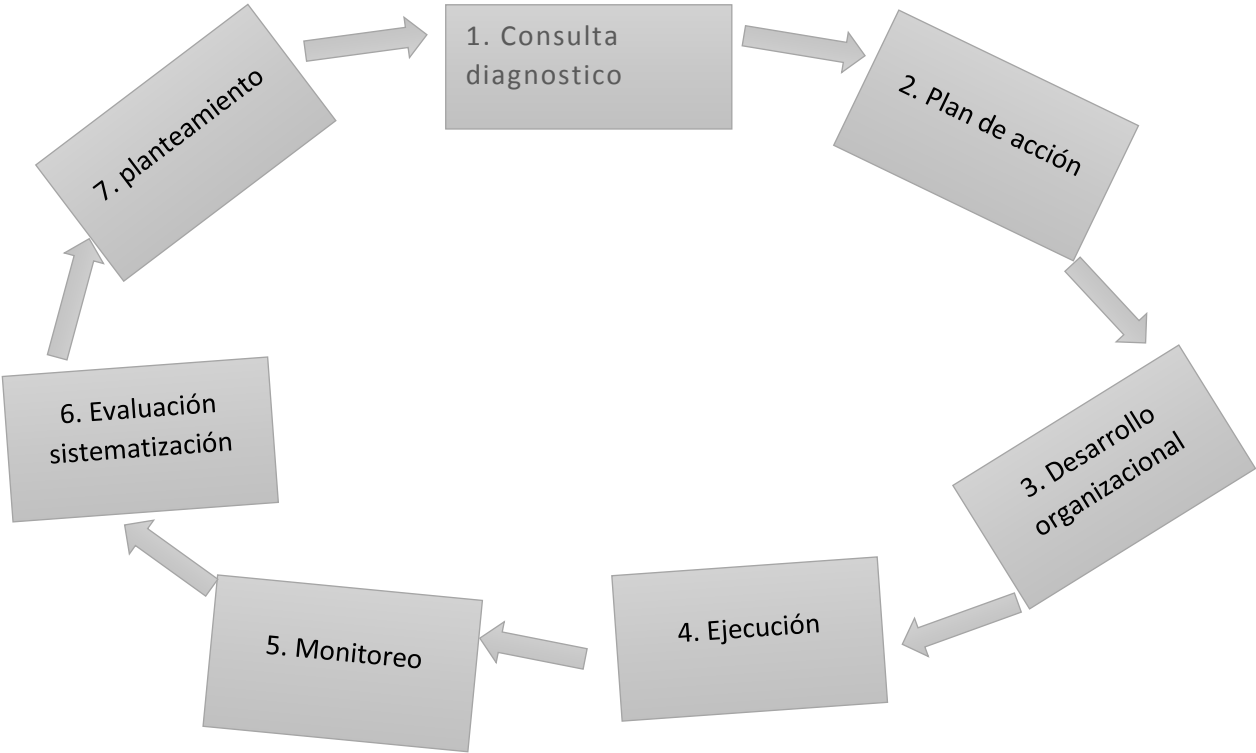 1. Consulta
diagnostico
2. Plan de acción
3. Desarrollo
organizacional
4. Ejecución
5. Monitoreo
6. Evaluación
sistematización
7. planteamiento